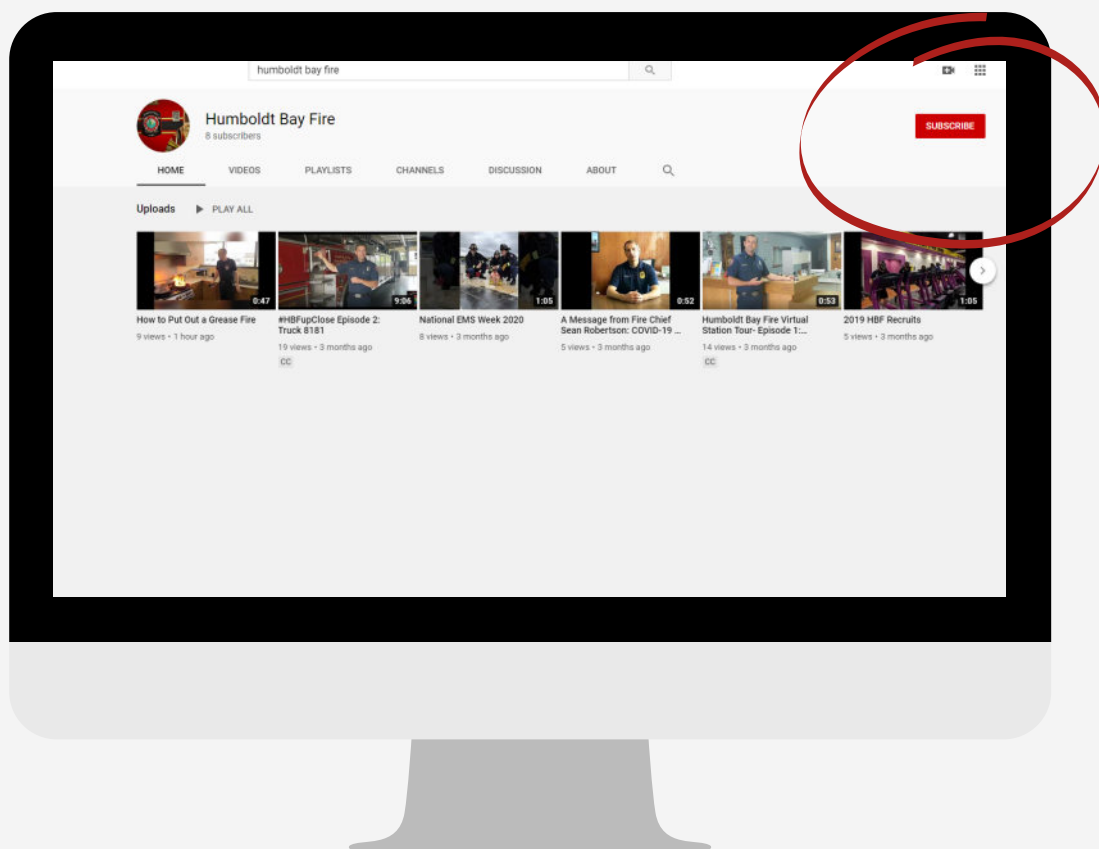 humboldt bay fire
Humboldt Bay Fire
8 subscribers
SUBSCRIBE
HOME VIDEOS PLAYLISTS CHANNELS DISCUSSION ABOUT
Uploads PLAY ALL
0:47 9:06 1:05 0:52 0:53 1:05
How to Put Out a Grease Fire
9 views • 1 hour ago
#HBFupClose Episode 2:
Truck 8181
19 views • 3 months ago
CC
National EMS Week 2020
8 views • 3 months ago
A Message from Fire Chief
Sean Robertson: COVID-19 ...
5 views • 3 months ago
Humboldt Bay Fire Virtual
Station Tour- Episode 1:...
14 views • 3 months ago
CC
2019 HBF Recruits
5 views • 3 months ago